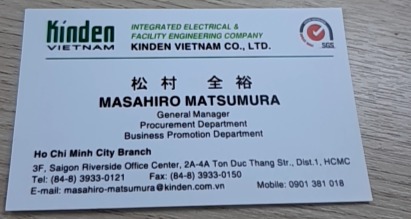 Kinden
VIETNAM
INTEGRATED ELECTRICAL &
FACILITY ENGINEERING COMPANY
KINDEN VIETNAM CO., LTD.
松村 全裕
MASAHIRO MATSUMURA
General Manager
Procurement Department
Business Promotion Department
Ho Chi Minh City Branch
3F, Saigon Riverside Office Center, 2A-4A Ton Duc Thang Str., Dist.1, HCMC
Tel: (84-8) 3933-0121 Fax: (84-8) 3933-0150
E-mail: masahiro-matsumura@kinden.com.vn Mobile: 0901 381 018